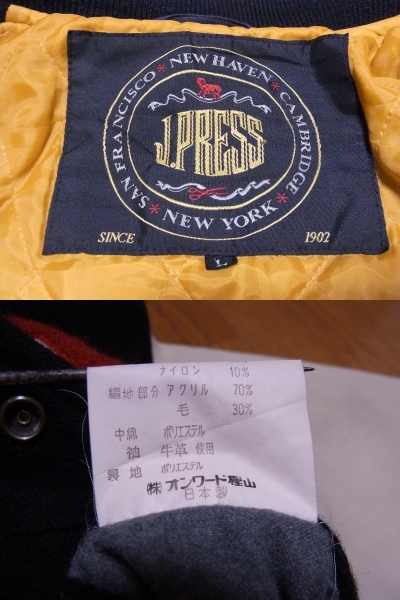 NEW HAVEN * CAMBRIDGE * NEW YORK * SAN FRANCISCO *
J.PRESS
SINCE 1902
L
ナイロン 10%
編地部分 アクリル 70%
毛 30%
中綿 ポリエステル
袖 牛革 使用
裏地 ポリエステル
(株)オンワード樫山
日本製